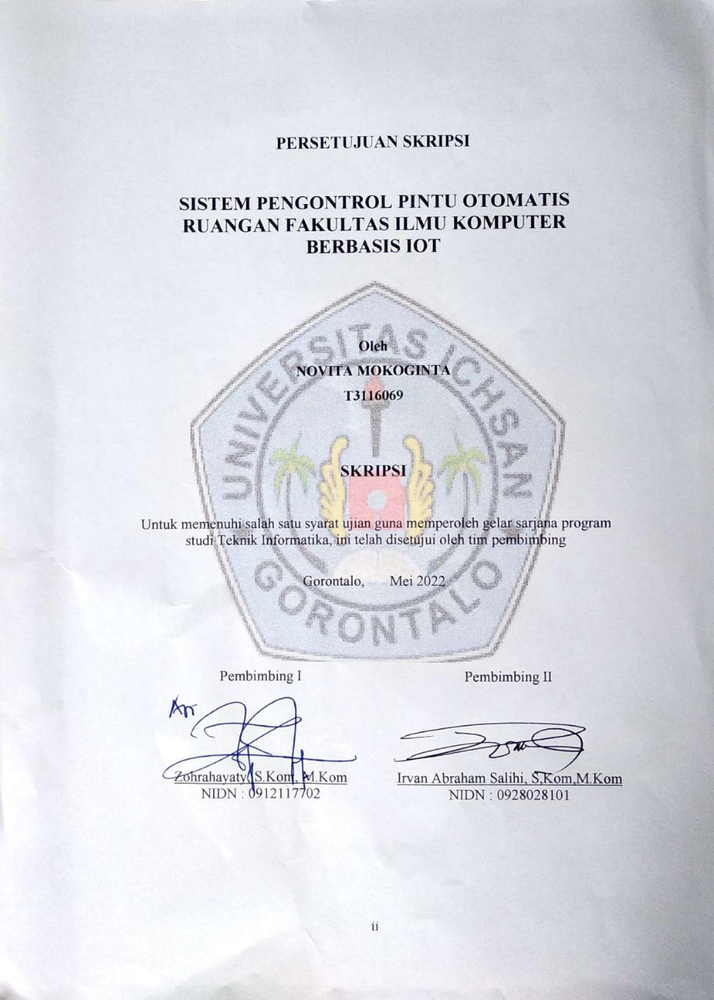 PERSETUJUAN SKRIPSI
SISTEM PENGONTROL PINTU OTOMATIS
RUANGAN FAKULTAS ILMU KOMPUTER
BERBASIS IOT
UNIVERSITAS ICHSAN
GORONTALO
Oleh
NOVITA MOKOGINTA
T3116069
SKRIPSI
Untuk memenuhi salah satu syarat ujian guna memperoleh gelar sarjana program
studi Teknik Informatika, ini telah disetujui oleh tim pembimbing
Gorontalo, Mei 2022
Pembimbing I
Pembimbing II
Zohrahayaty, S.Kom, M.Kom
NIDN : 0912117702
Irvan Abraham Salihi, S,Kom,M.Kom
NIDN : 0928028101
ii